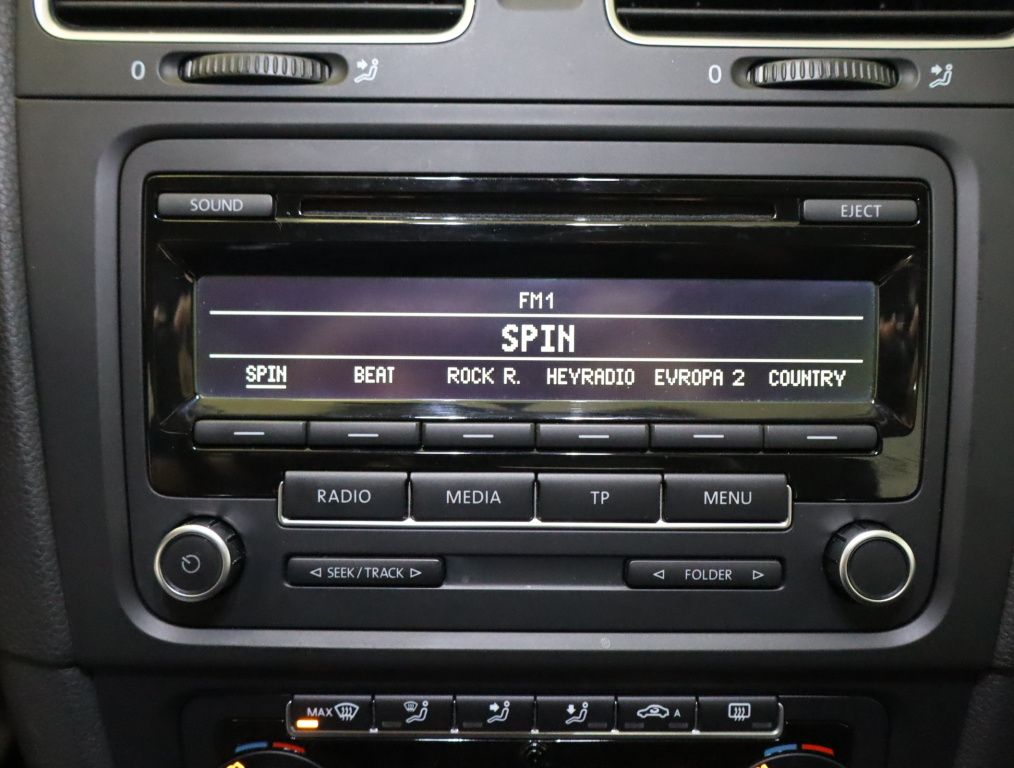 0 0
SOUND EJECT
FM1
SPIN
SPIN BEAT ROCK R. HEYRADIO EVROPA 2 COUNTRY
RADIO MEDIA TP MENU
SEEK / TRACK FOLDER
MAX A